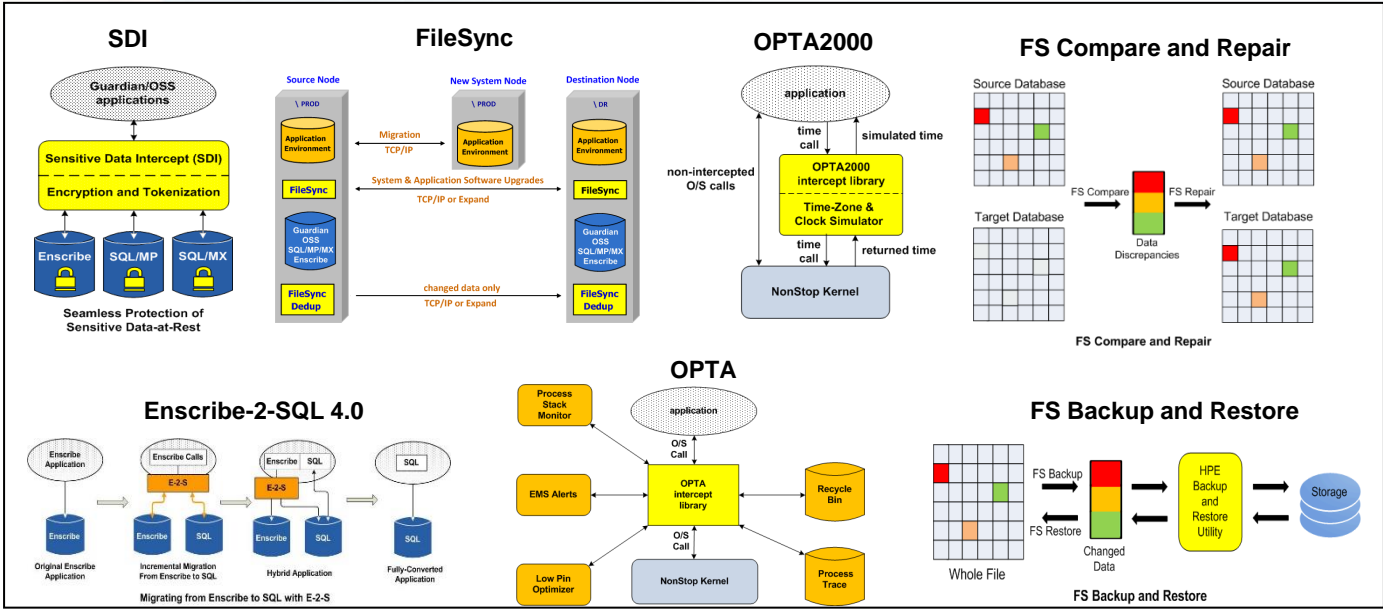 SDI
Guardian/OSS
applications
Sensitive Data Intercept (SDI)
Encryption and Tokenization
Enscribe
SQL/MP
SQL/MX
Seamless Protection of
Sensitive Data-at-Rest
FileSync
Source Node
New System Node
Destination Node
\ PROD
\ PROD
\ DR
Application
Environment
Migration
TCP/IP
Application
Environment
Application
Environment
FileSync
System & Application Software Upgrades
TCP/IP or Expand
FileSync
Guardian
OSS
SQL/MP/MX
Enscribe
Guardian
OSS
SQL/MP/MX
Enscribe
FileSync
Dedup
changed data only
TCP/IP or Expand
FileSync
Dedup
OPTA2000
application
time
call
simulated time
non-intercepted
O/S calls
OPTA2000
intercept library
Time-Zone &
Clock Simulator
time
call
returned time
NonStop Kernel
FS Compare and Repair
Source Database
Source Database
FS Compare
FS Repair
Target Database
Target Database
Data
Discrepancies
FS Compare and Repair
Enscribe-2-SQL 4.0
Enscribe
Application
Enscribe
Original Enscribe
Application
Enscribe Calls
E-2-S
Enscribe
SQL
Incremental Migration
From Enscribe to SQL
Enscribe
SQL
E-2-S
Enscribe
SQL
Hybrid Application
SQL
SQL
Fully-Converted
Application
Migrating from Enscribe to SQL with E-2-S
OPTA
Process
Stack
Monitor
application
O/S
Call
EMS Alerts
OPTA
intercept
library
Recycle
Bin
O/S
Call
Low Pin
Optimizer
NonStop Kernel
Process
Trace
FS Backup and Restore
FS Backup
FS Restore
Whole File
Changed
Data
HPE
Backup
and
Restore
Utility
Storage
FS Backup and Restore